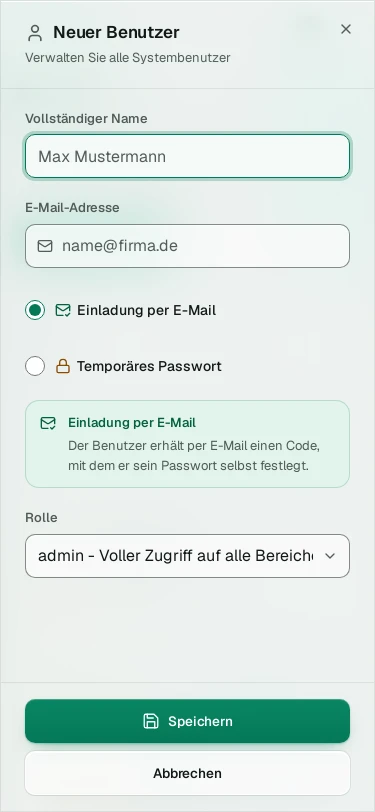 Neuer Benutzer
Verwalten Sie alle Systembenutzer
Vollständiger Name
Max Mustermann
E-Mail-Adresse
name@firma.de
Einladung per E-Mail
Temporäres Passwort
Einladung per E-Mail
Der Benutzer erhält per E-Mail einen Code,
mit dem er sein Passwort selbst festlegt.
Rolle
admin - Voller Zugriff auf alle Bereiche
Speichern
Abbrechen